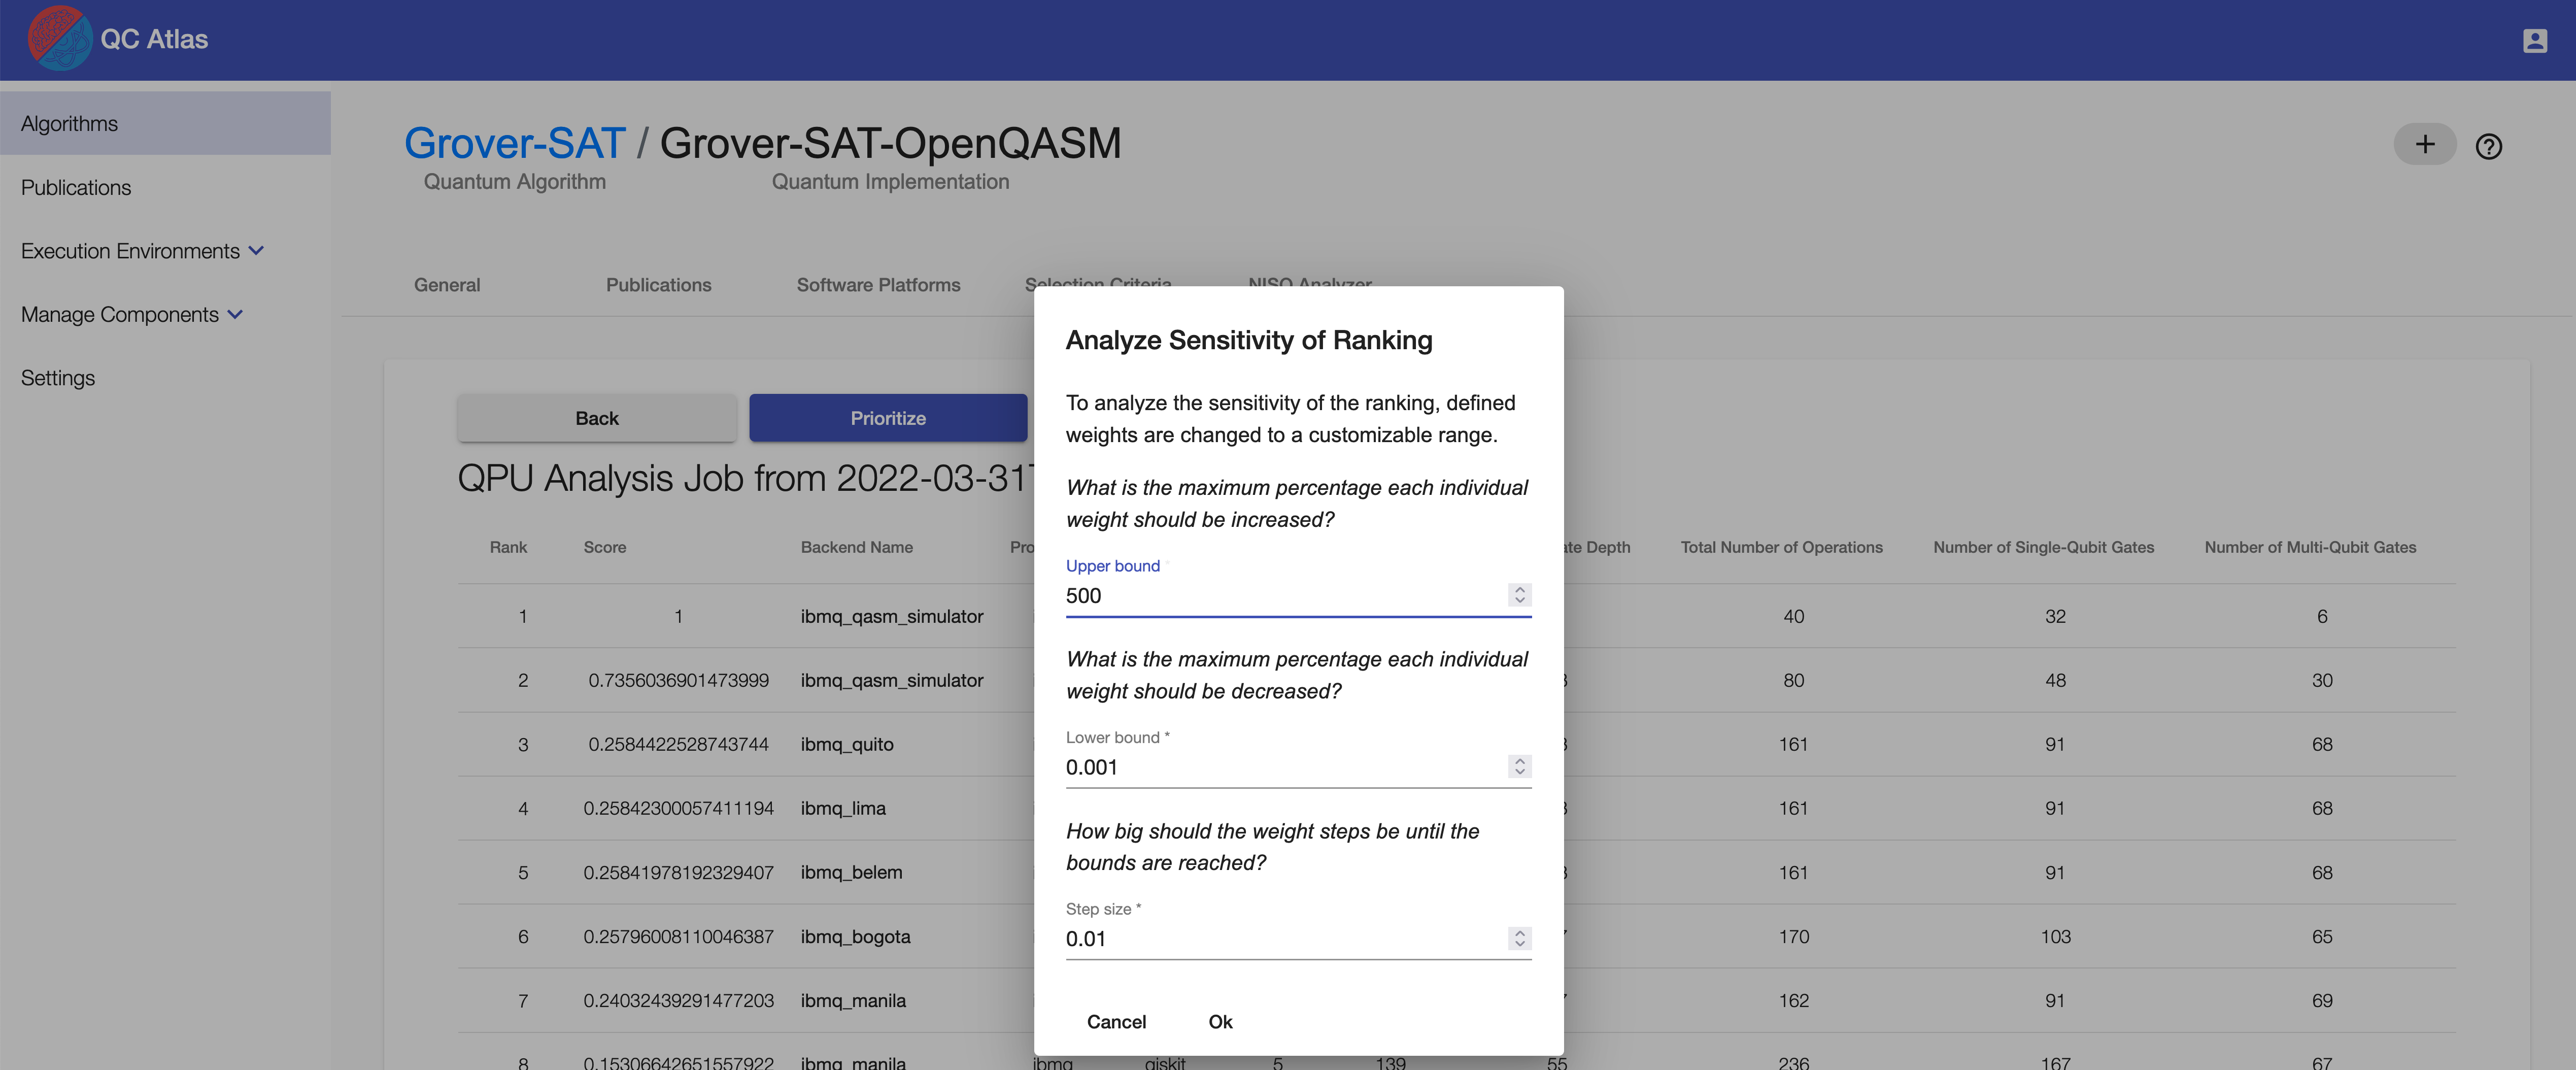 QC Atlas
Algorithms
Publications
Execution Environments
Manage Components
Settings
Grover-SAT / Grover-SAT-OpenQASM
Quantum Algorithm Quantum Implementation
+ ?
General Publications Software Platforms Selection Criteria NISQ Analyzer
Back Prioritize
QPU Analysis Job from 2022-03-31
Analyze Sensitivity of Ranking
To analyze the sensitivity of the ranking, defined
weights are changed to a customizable range.
What is the maximum percentage each individual
weight should be increased?
Upper bound *
500
What is the maximum percentage each individual
weight should be decreased?
Lower bound *
0.001
How big should the weight steps be until the
bounds are reached?
Step size *
0.01
Cancel Ok
Rank Score Backend Name Total Number of Operations Number of Single-Qubit Gates Number of Multi-Qubit Gates
1 1 ibmq_qasm_simulator 40 32 6
2 0.7356036901473999 ibmq_qasm_simulator 80 48 30
3 0.2584422528743744 ibmq_quito 161 91 68
4 0.25842300057411194 ibmq_lima 161 91 68
5 0.25841978192329407 ibmq_belem 161 91 68
6 0.25796008110046387 ibmq_bogota 170 103 65
7 0.24032439291477203 ibmq_manila 162 91 69
8 0.15306642651557922 ibmq_manila ibmq qiskit 5 139 55 236 167 67